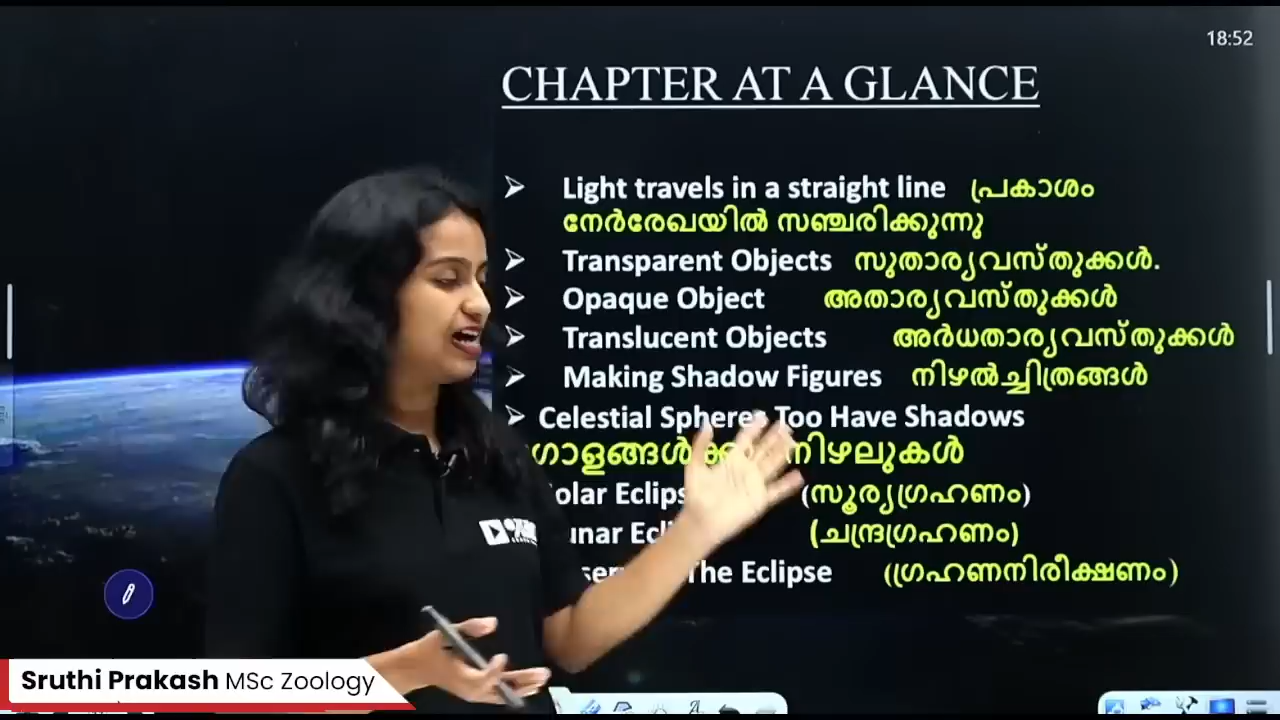 18:52
CHAPTER AT A GLANCE
➢ Light travels in a straight line പ്രകാശം
നേർരേഖയിൽ സഞ്ചരിക്കുന്നു
➢ Transparent Objects സുതാര്യവസ്തുക്കൾ.
➢ Opaque Object അതാര്യവസ്തുക്കൾ
➢ Translucent Objects അർധതാര്യവസ്തുക്കൾ
➢ Making Shadow Figures നിഴൽച്ചിത്രങ്ങൾ
➢ Celestial Spheres Too Have Shadows
നിഴലുകൾ
(സൂര്യഗ്രഹണം)
(ചന്ദ്രഗ്രഹണം)
The Eclipse ((ഗ്രഹണനിരീക്ഷണം)
Sruthi Prakash MSc Zoology